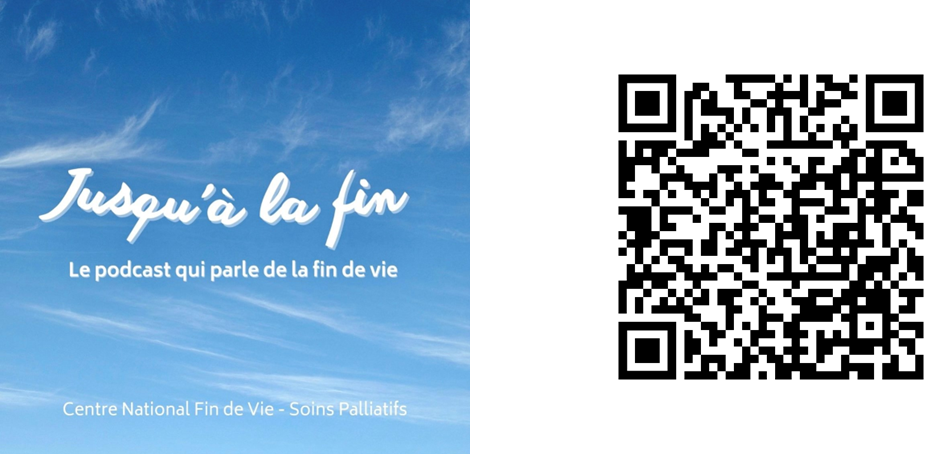 Jusqu'à la fin
Le podcast qui parle de la fin de vie
Centre National Fin de Vie - Soins Palliatifs